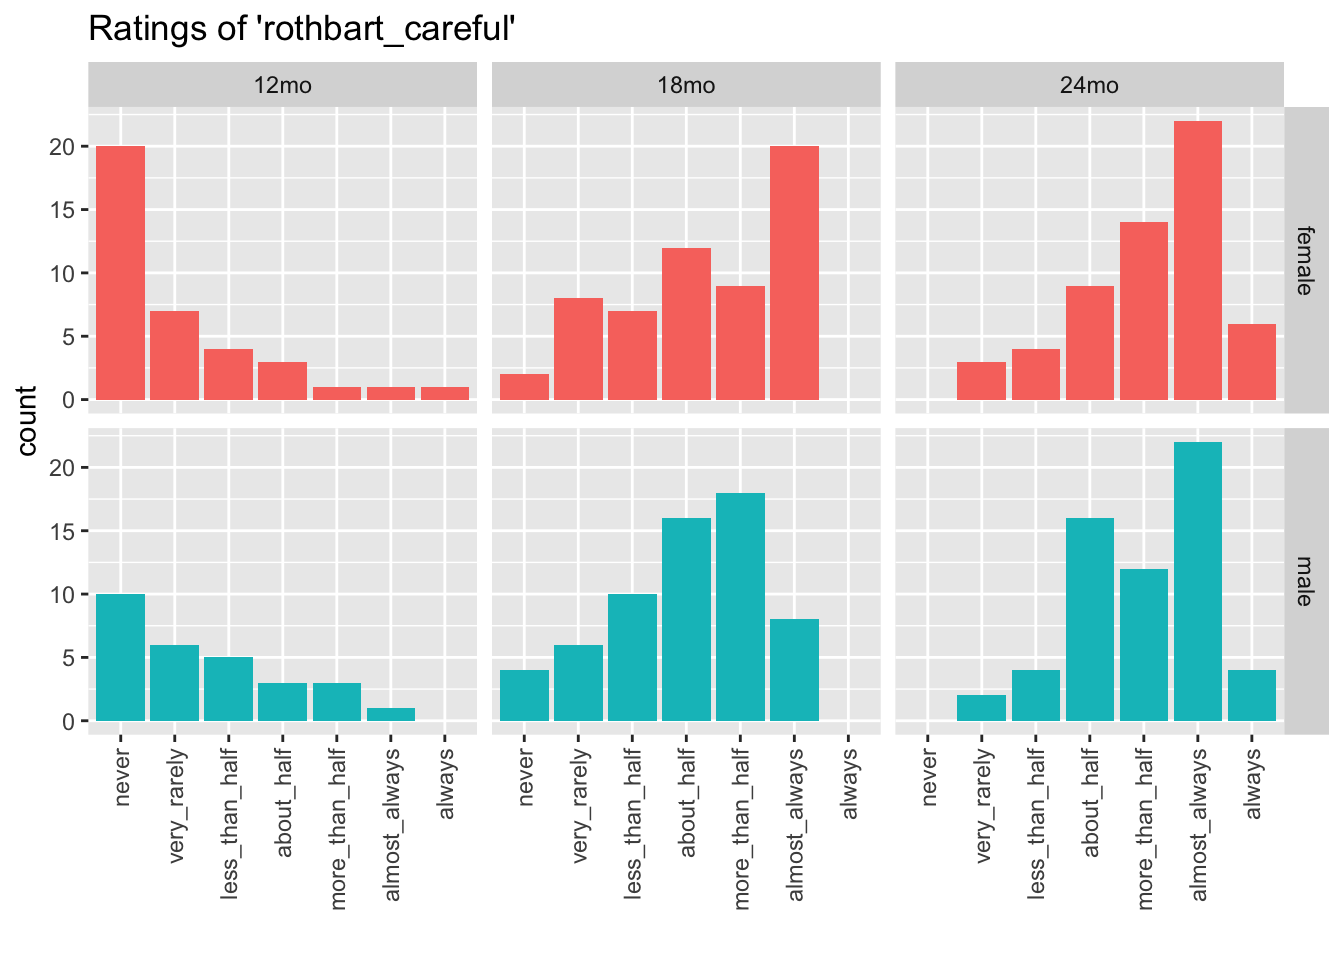 Ratings of 'rothbart_careful'
12mo 18mo 24mo
20
15
10
5
0
female
count
20
15
10
5
0
male
never very_rarely less_than_half about_half more_than_half almost_always always never very_rarely less_than_half about_half more_than_half almost_always always never very_rarely less_than_half about_half more_than_half almost_always always